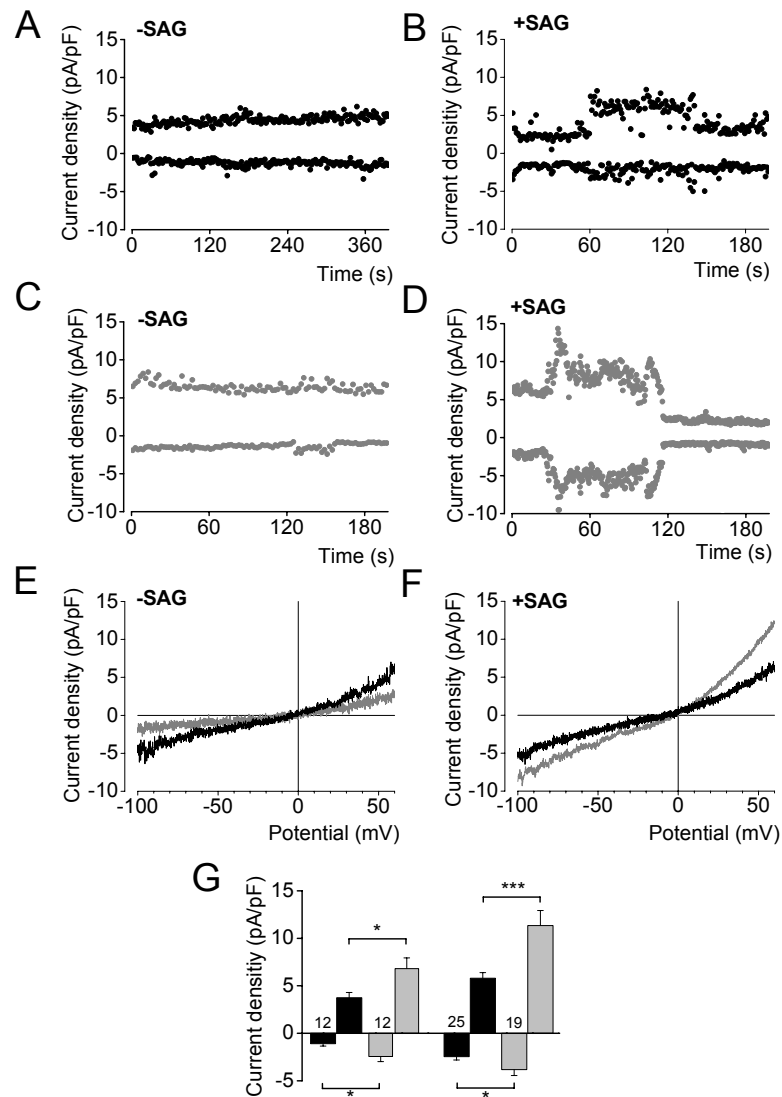 A
-SAG
Current density (pA/pF)
15
10
5
0
-5
-10
0
120
240
360
Time (s)
B
+SAG
Current densitiy (pA/pF)
15
10
5
0
-5
-10
0
60
120
180
Time (s)
C
-SAG
Current density (pA/pF)
15
10
5
0
-5
-10
0
60
120
180
Time (s)
D
+SAG
Current density (pA/pF)
15
10
5
0
-5
-10
0
60
120
180
Time (s)
E
-SAG
Current density (pA/pF)
15
10
5
0
-5
-10
-100
-50
0
50
Potential (mV)
F
+SAG
Current density (pA/pF)
15
10
5
0
-5
-10
-100
-50
0
50
Potential (mV)
G
Current densitiy (pA/pF)
15
10
5
0
-5
*
***
12
12
25
19
*
*